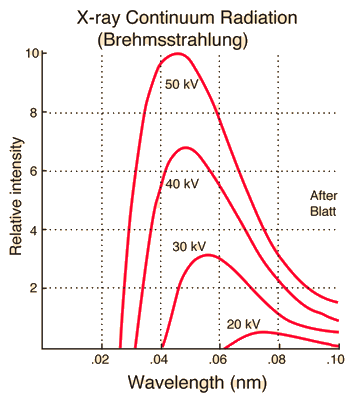 X-ray Continuum Radiation
(Brehmsstrahlung)
10
50 kV
8
6
40 kV
After
Blatt
Relative intensity
4
30 kV
2
20 kV
.02
.04
.06
.08
.10
Wavelength (nm)